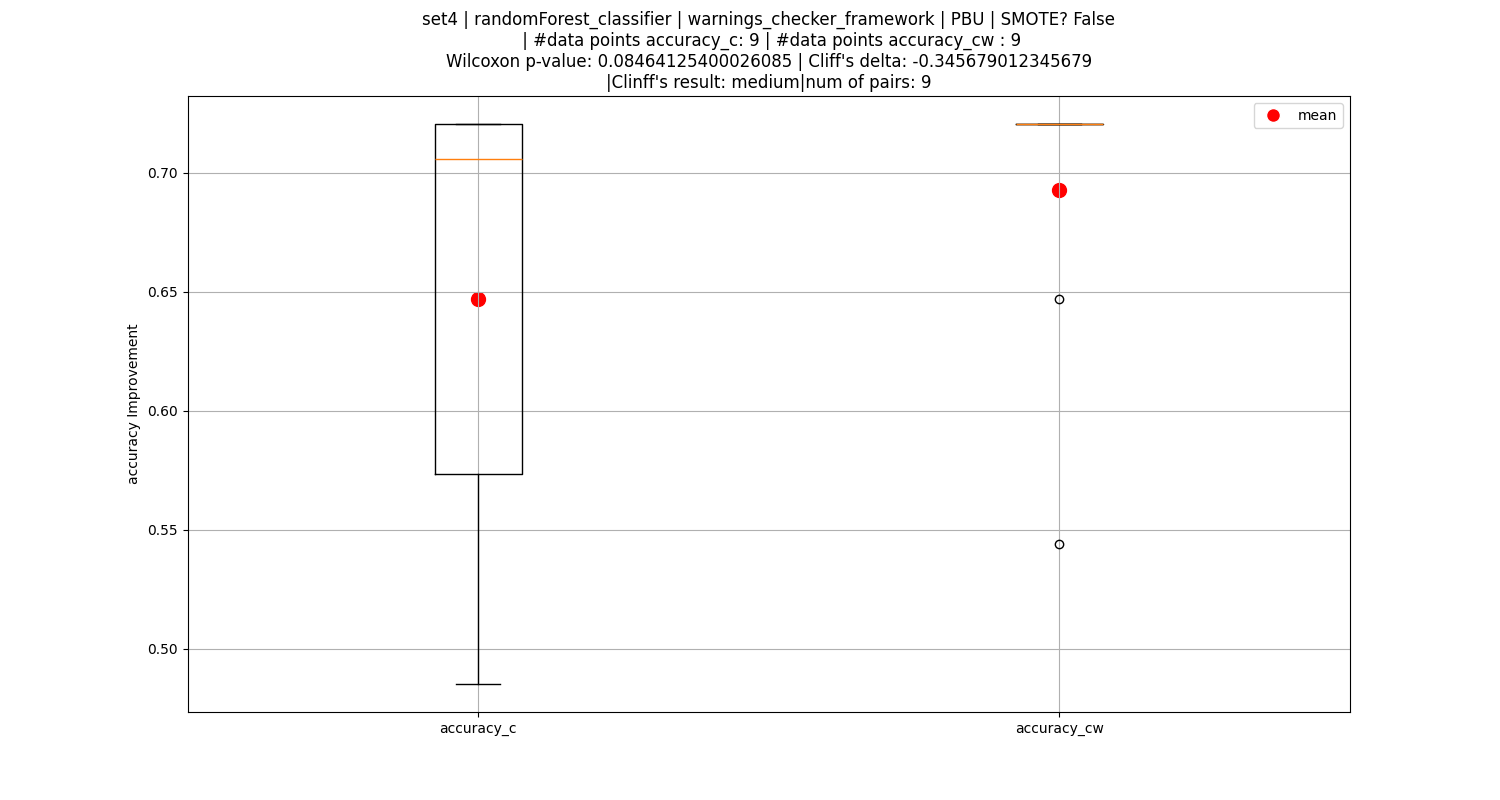 set4 | randomForest_classifier | warnings_checker_framework | PBU | SMOTE? False
| #data points accuracy_c: 9 | #data points accuracy_cw : 9
Wilcoxon p-value: 0.08464125400026085 | Cliff's delta: -0.345679012345679
|Clinff's result: medium|num of pairs: 9
mean
0.70
0.65
0.60
0.55
0.50
accuracy Improvement
accuracy_c
accuracy_cw